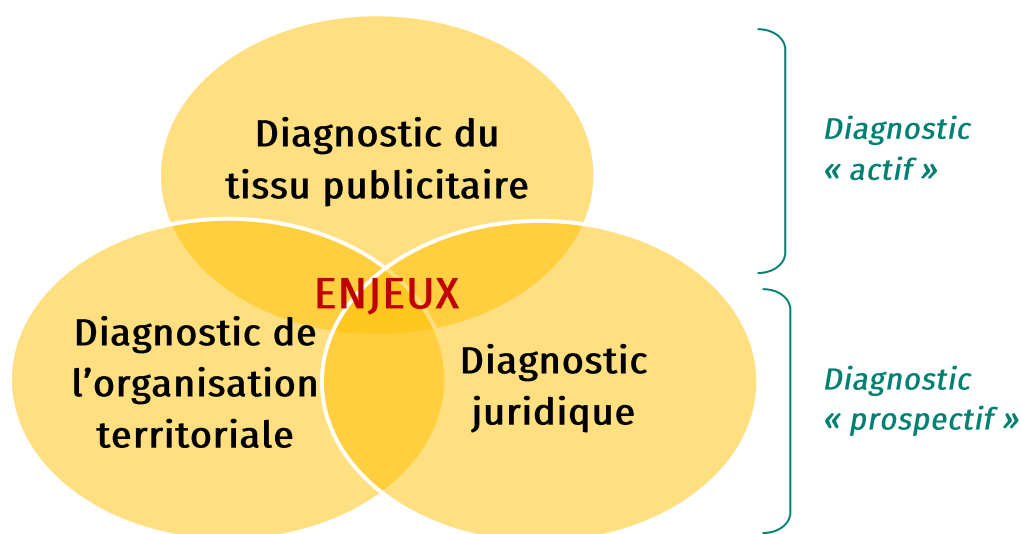 Diagnostic du
tissu publicitaire
Diagnostic
« actif »
ENJEUX
Diagnostic de
l’organisation
territoriale
Diagnostic
juridique
Diagnostic
« prospectif »